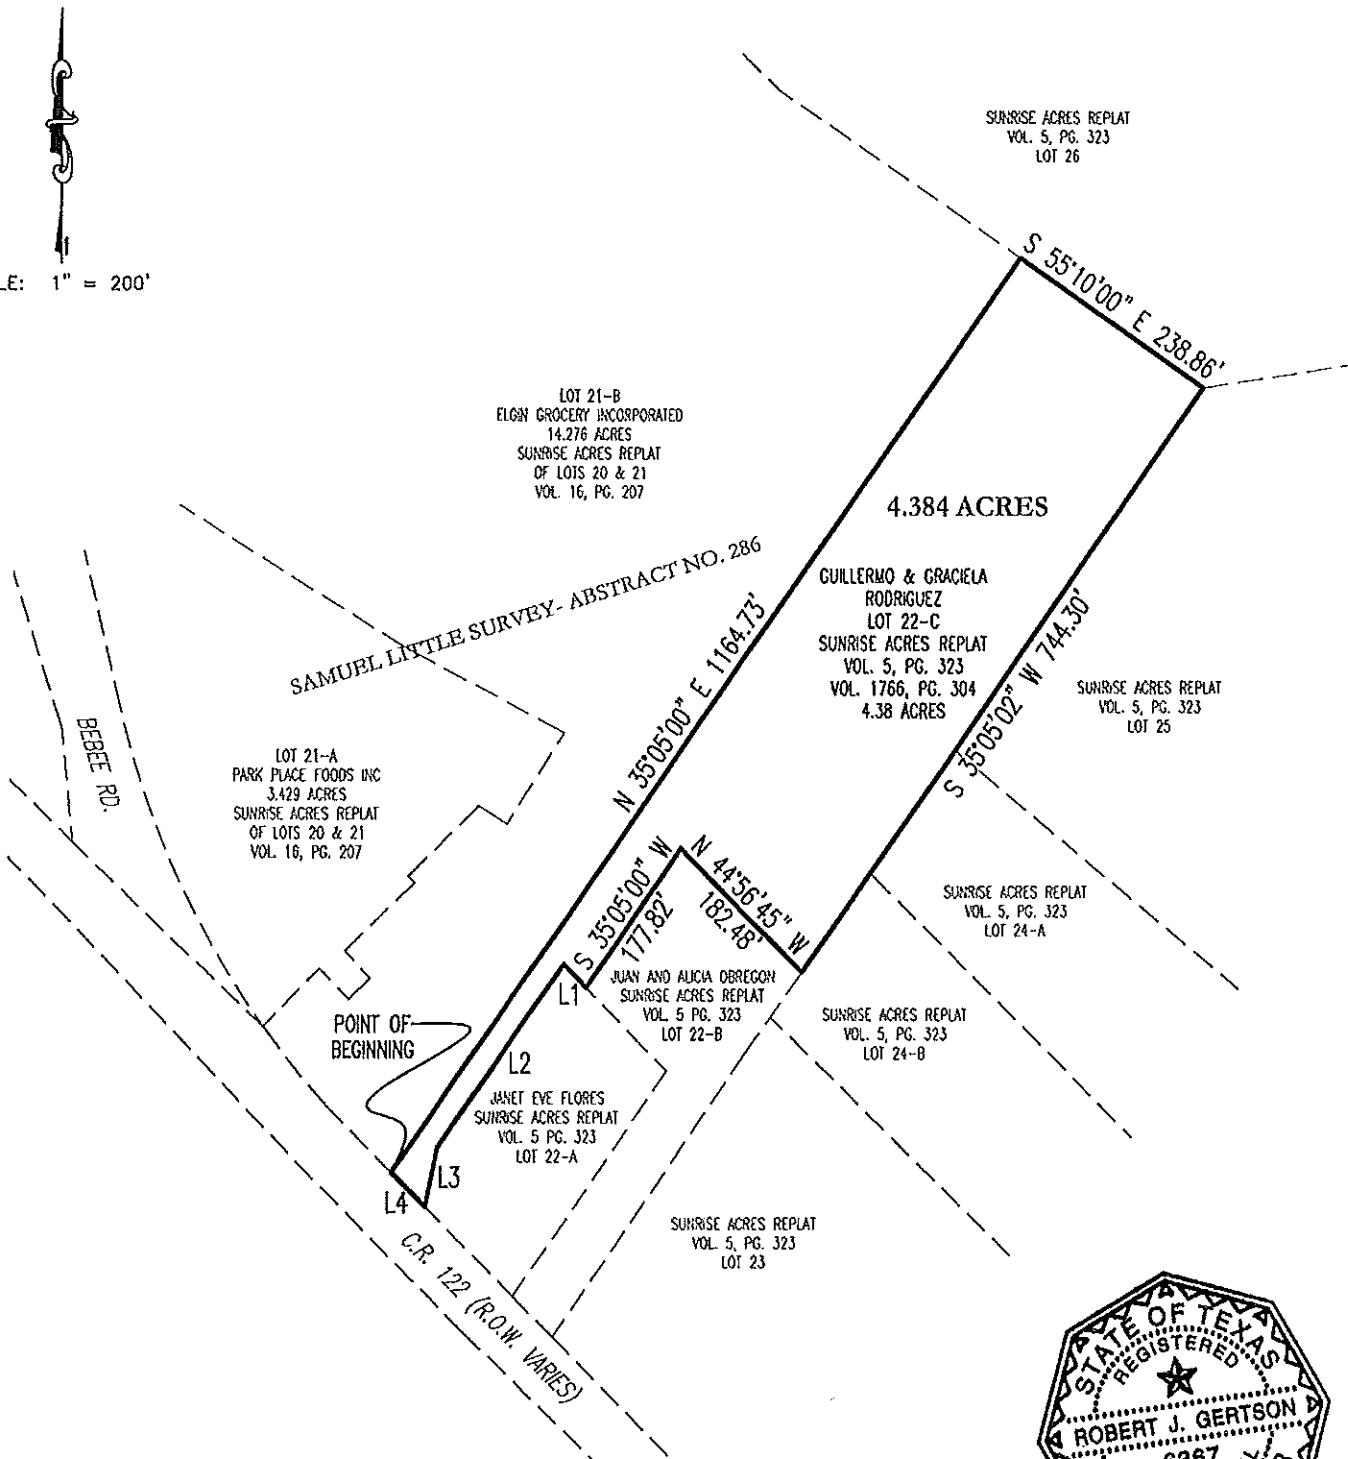 LE: 1" = 200'
SUNRISE ACRES REPLAT
VOL. 5, PG. 323
LOT 26
S 55°10'00" E 238.86'
LOT 21-B
ELGIN GROCERY INCORPORATED
14.276 ACRES
SUNRISE ACRES REPLAT
OF LOTS 20 & 21
VOL. 16, PG. 207
4.384 ACRES
SAMUEL LITTLE SURVEY- ABSTRACT NO. 286
GUILLERMO & GRACIELA
RODRIGUEZ
LOT 22-C
SUNRISE ACRES REPLAT
VOL. 5, PG. 323
VOL. 1766, PG. 304
4.38 ACRES
N 35°05'00" E 1164.73'
S 35°05'02" W 744.30'
SUNRISE ACRES REPLAT
VOL. 5, PG. 323
LOT 25
BEBEE RD.
LOT 21-A
PARK PLACE FOODS INC
3.429 ACRES
SUNRISE ACRES REPLAT
OF LOTS 20 & 21
VOL. 16, PG. 207
S 35°05'00" W
177.82'
N 44°56'45" W
182.48'
SUNRISE ACRES REPLAT
VOL. 5, PG. 323
LOT 24-A
L1
JUAN AND ALICIA OBREGON
SUNRISE ACRES REPLAT
VOL. 5 PG. 323
LOT 22-B
SUNRISE ACRES REPLAT
VOL. 5, PG. 323
LOT 24-B
POINT OF
BEGINNING
L2
JANET EVE FLORES
SUNRISE ACRES REPLAT
VOL. 5 PG. 323
LOT 22-A
L3
L4
SUNRISE ACRES REPLAT
VOL. 5, PG. 323
LOT 23
C.R. 122 (R.O.W. VARIES)
STATE OF TEXAS
REGISTERED
ROBERT J. GERTSON